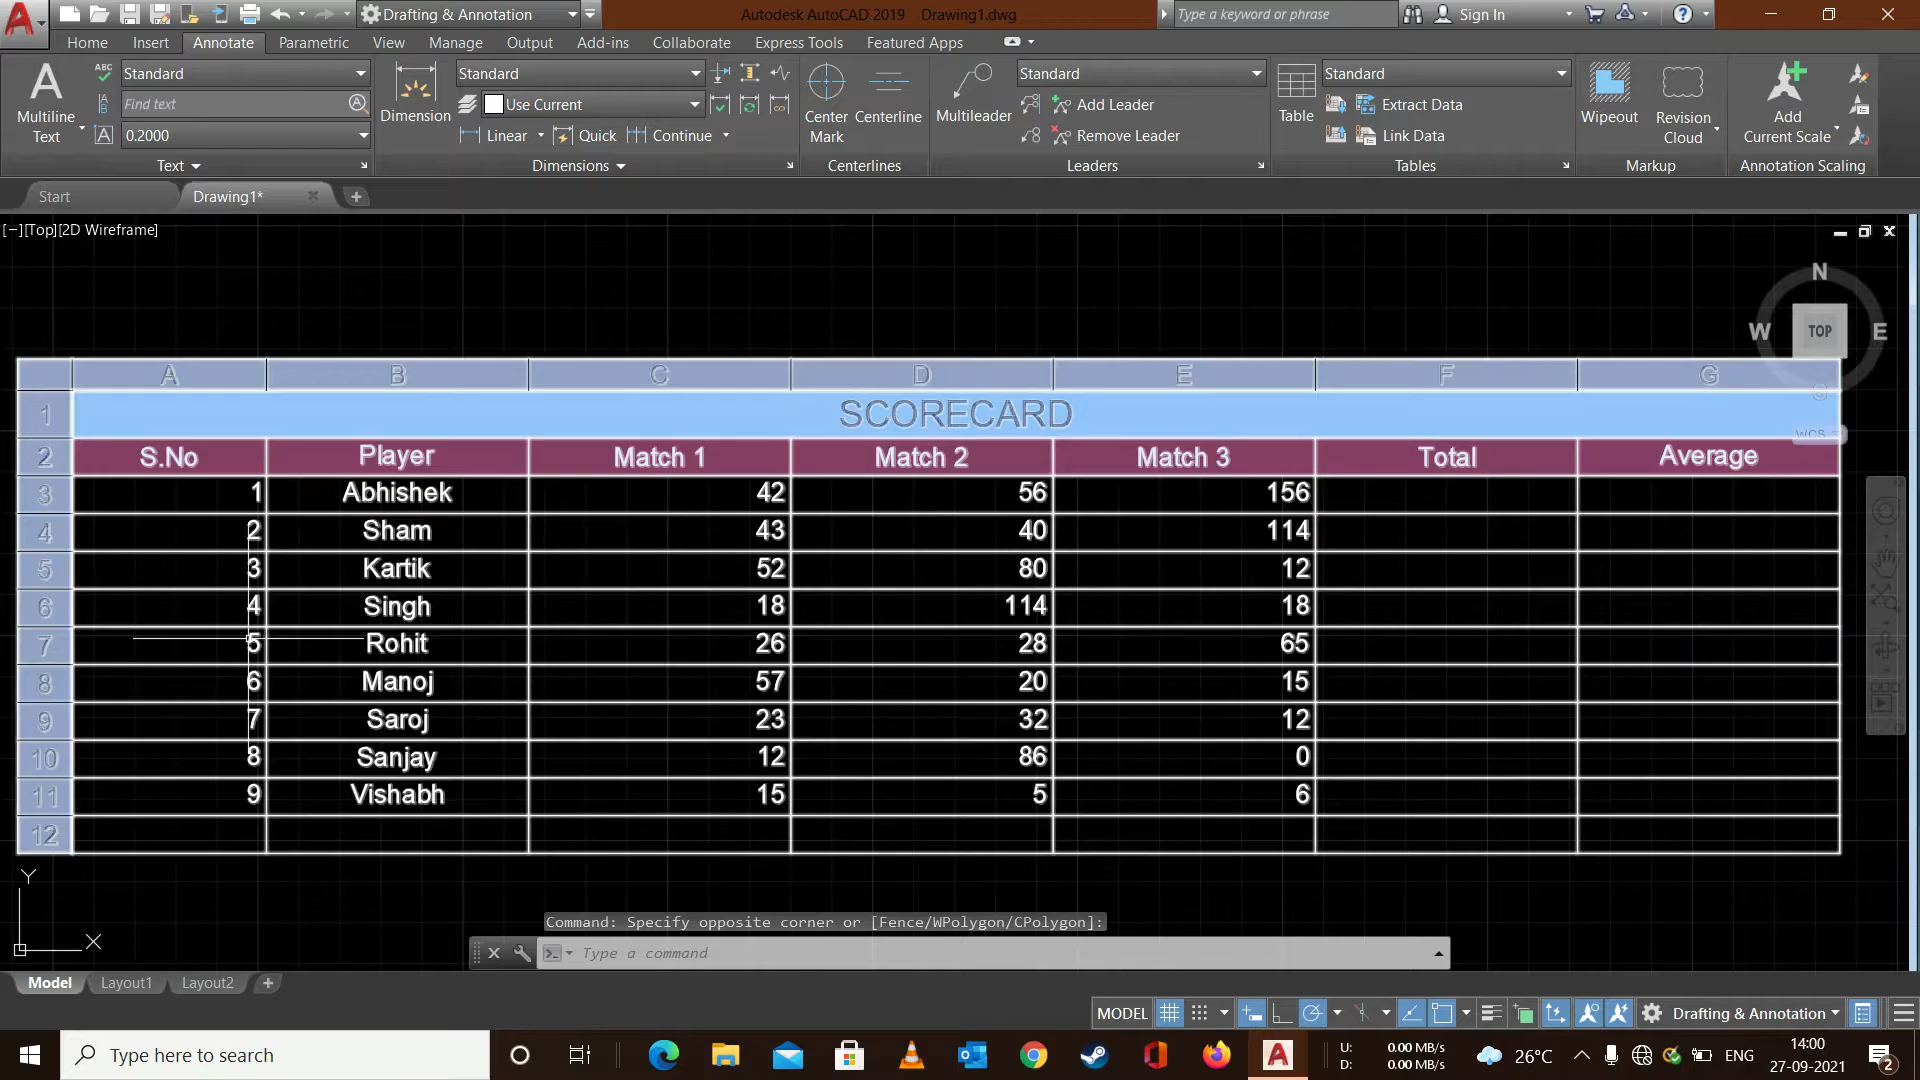 Drafting & Annotation Autodesk AutoCAD 2019 Drawing1.dwg Type a keyword or phrase Sign In
Home Insert Annotate Parametric View Manage Output Add-ins Collaborate Express Tools Featured Apps
ABC Standard Standard Standard Standard
Find text Use Current Add Leader Extract Data
Multiline Text Dimension Center Mark Centerline Multileader Table Wipeout Revision Cloud Add Current Scale
0.2000 Linear Quick Continue Remove Leader Link Data
Text Dimensions Centerlines Leaders Tables Markup Annotation Scaling
Start Drawing1*
[−][Top][2D Wireframe]
N
W TOP E
S
WCS
A B C D E F G
1 SCORECARD
2 S.No Player Match 1 Match 2 Match 3 Total Average
3 1 Abhishek 42 56 156
4 2 Sham 43 40 114
5 3 Kartik 52 80 12
6 4 Singh 18 114 18
7 5 Rohit 26 28 65
8 6 Manoj 57 20 15
9 7 Saroj 23 32 12
10 8 Sanjay 12 86 0
11 9 Vishabh 15 5 6
12
Y
X
Command: Specify opposite corner or [Fence/WPolygon/CPolygon]:
Type a command
Model Layout1 Layout2
MODEL Drafting & Annotation
Type here to search
U: 0.00 MB/s
D: 0.00 MB/s
26°C ENG
14:00
27-09-2021
2